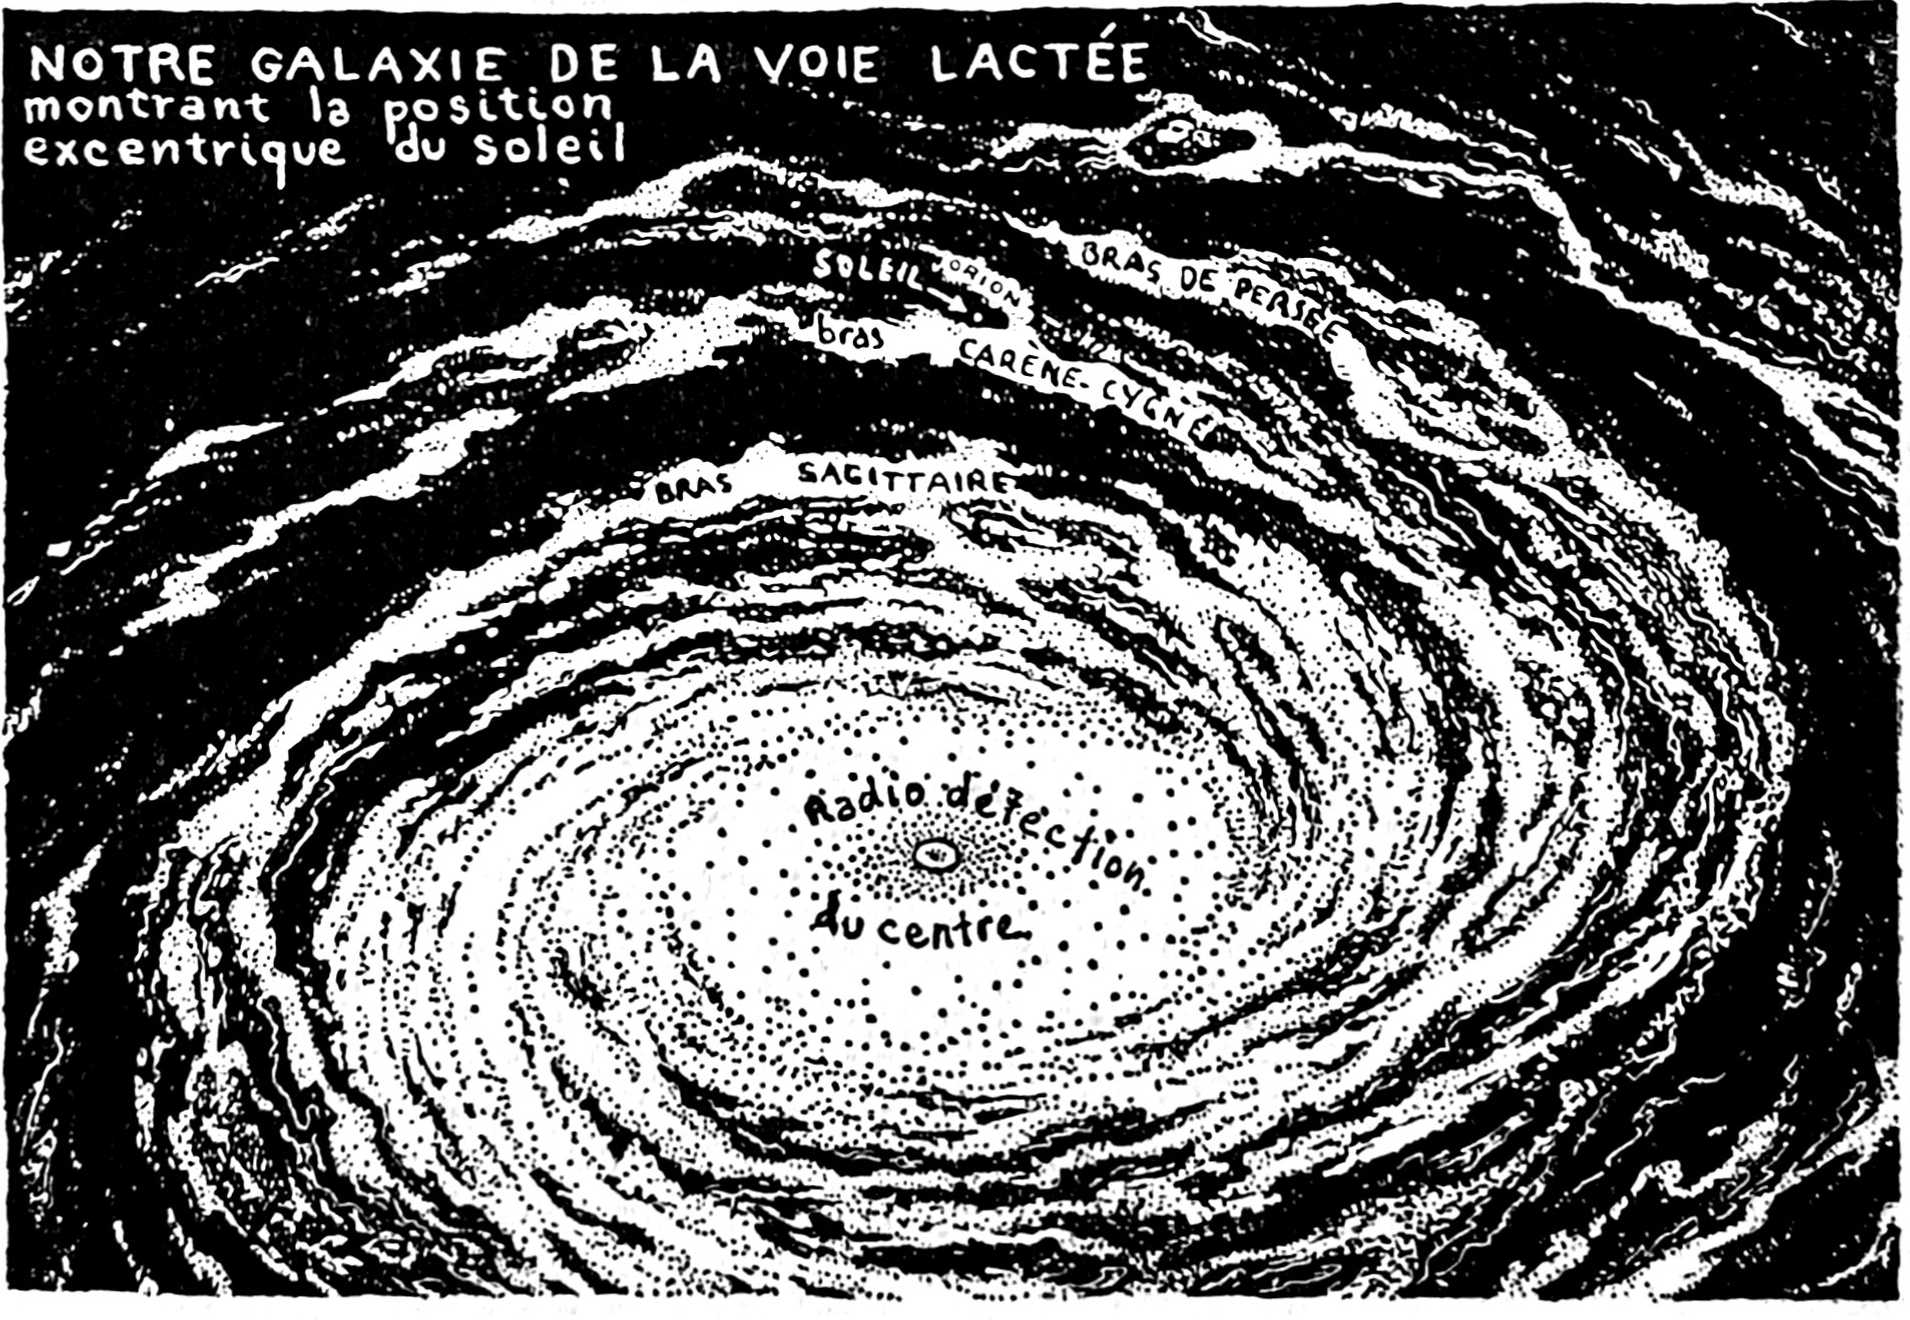 NOTRE GALAXIE DE LA VOIE LACTÉE
montrant la position
excentrique du soleil
BRAS DE PERSÉE
SOLEIL
ORION
bras CARÈNE-CYGNE
BRAS SAGITTAIRE
Radio détection
du centre